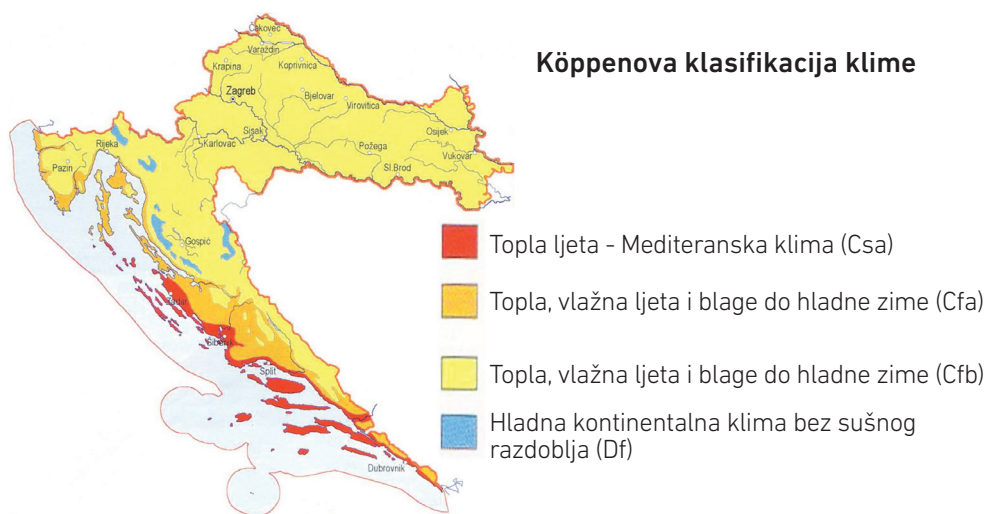 Köppenova klasifikacija klime
Čakovec
Varaždin
Krapina
Koprivnica
Zagreb
Bjelovar
Virovitica
Osijek
Sisak
Karlovac
Rijeka
Požega
Vukovar
Pazin
Sl.Brod
Gospić
Zadar
Šibenik
Split
Dubrovnik
Topla ljeta - Mediteranska klima (Csa)
Topla, vlažna ljeta i blage do hladne zime (Cfa)
Topla, vlažna ljeta i blage do hladne zime (Cfb)
Hladna kontinentalna klima bez sušnog
razdoblja (Df)